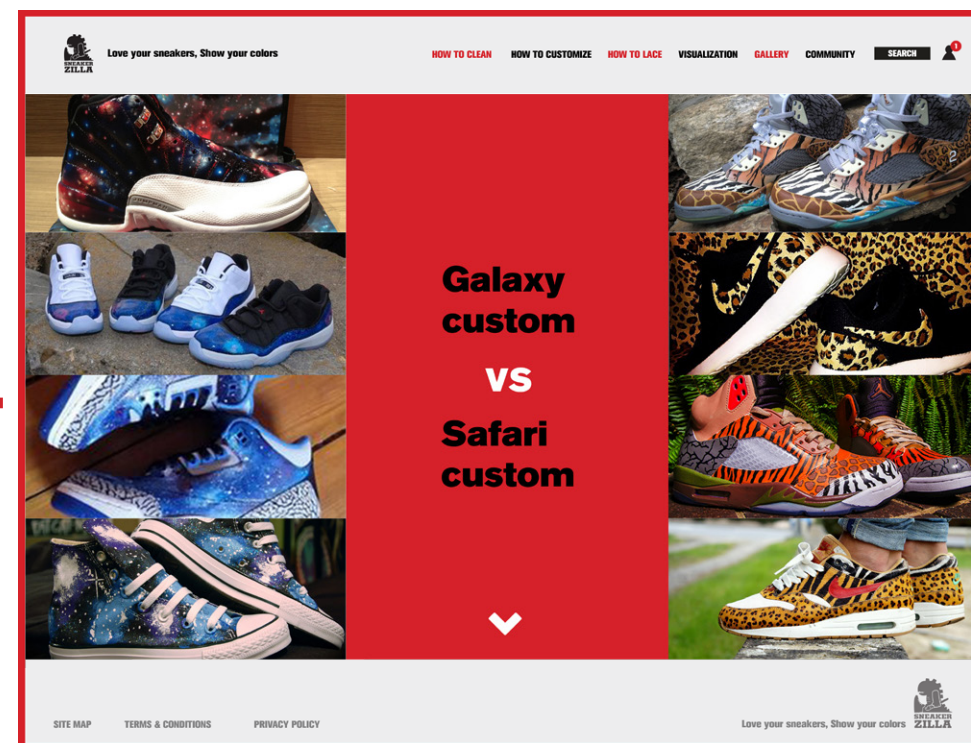 SNEAKER
ZILLA
Love your sneakers, Show your colors
HOW TO CLEAN HOW TO CUSTOMIZE HOW TO LACE VISUALIZATION GALLERY COMMUNITY SEARCH 1
Galaxy
custom
vs
Safari
custom
SITE MAP TERMS & CONDITIONS PRIVACY POLICY
Love your sneakers, Show your colors
SNEAKER
ZILLA